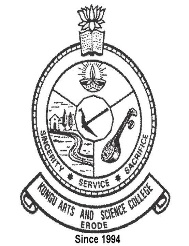 SINCERITY * SERVICE * SACRIFICE
KONGU ARTS AND SCIENCE COLLEGE
ERODE
Since 1994